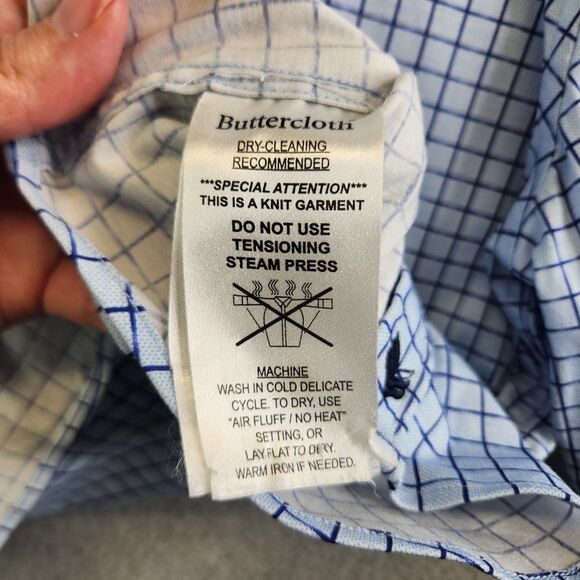 Buttercloth
DRY-CLEANING
RECOMMENDED
***SPECIAL ATTENTION***
THIS IS A KNIT GARMENT
DO NOT USE
TENSIONING
STEAM PRESS
MACHINE
WASH IN COLD DELICATE
CYCLE, TO DRY, USE
“AIR FLUFF / NO HEAT”
SETTING, OR
LAY FLAT TO DRY.
WARM IRON IF NEEDED.